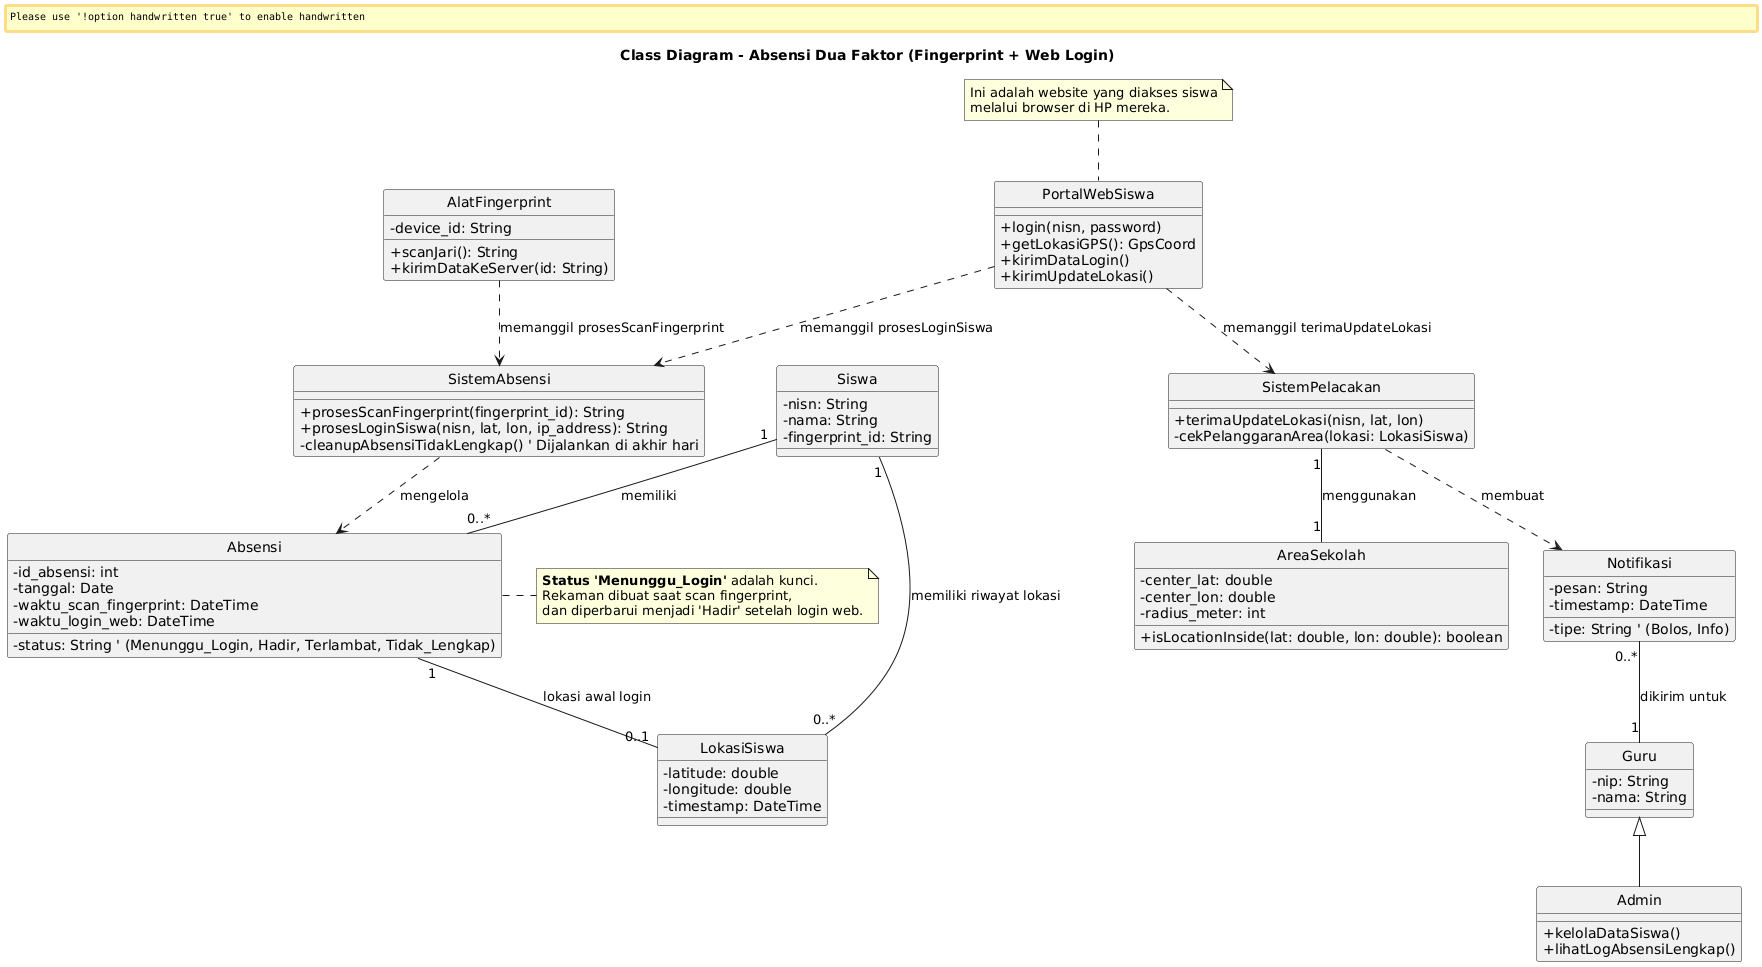 Please use '!option handwritten true' to enable handwritten
Class Diagram - Absensi Dua Faktor (Fingerprint + Web Login)
Ini adalah website yang diakses siswa
melalui browser di HP mereka.
AlatFingerprint
-device_id: String
+scanJari(): String
+kirimDataKeServer(id: String)
PortalWebSiswa
+login(nisn, password)
+getLokasiGPS(): GpsCoord
+kirimDataLogin()
+kirimUpdateLokasi()
memanggil prosesScanFingerprint
memanggil prosesLoginSiswa
memanggil terimaUpdateLokasi
SistemAbsensi
+prosesScanFingerprint(fingerprint_id): String
+prosesLoginSiswa(nisn, lat, lon, ip_address): String
-cleanupAbsensiTidakLengkap() ' Dijalankan di akhir hari
Siswa
-nisn: String
-nama: String
-fingerprint_id: String
SistemPelacakan
+terimaUpdateLokasi(nisn, lat, lon)
-cekPelanggaranArea(lokasi: LokasiSiswa)
1
1
1
mengelola
memiliki
menggunakan
membuat
0..*
1
Absensi
-id_absensi: int
-tanggal: Date
-waktu_scan_fingerprint: DateTime
-waktu_login_web: DateTime
-status: String ' (Menunggu_Login, Hadir, Terlambat, Tidak_Lengkap)
Status 'Menunggu_Login' adalah kunci.
Rekaman dibuat saat scan fingerprint,
dan diperbarui menjadi 'Hadir' setelah login web.
memiliki riwayat lokasi
AreaSekolah
-center_lat: double
-center_lon: double
-radius_meter: int
+isLocationInside(lat: double, lon: double): boolean
Notifikasi
-pesan: String
-timestamp: DateTime
-tipe: String ' (Bolos, Info)
1
0..*
lokasi awal login
dikirim untuk
0..1
0..*
1
LokasiSiswa
-latitude: double
-longitude: double
-timestamp: DateTime
Guru
-nip: String
-nama: String
Admin
+kelolaDataSiswa()
+lihatLogAbsensiLengkap()